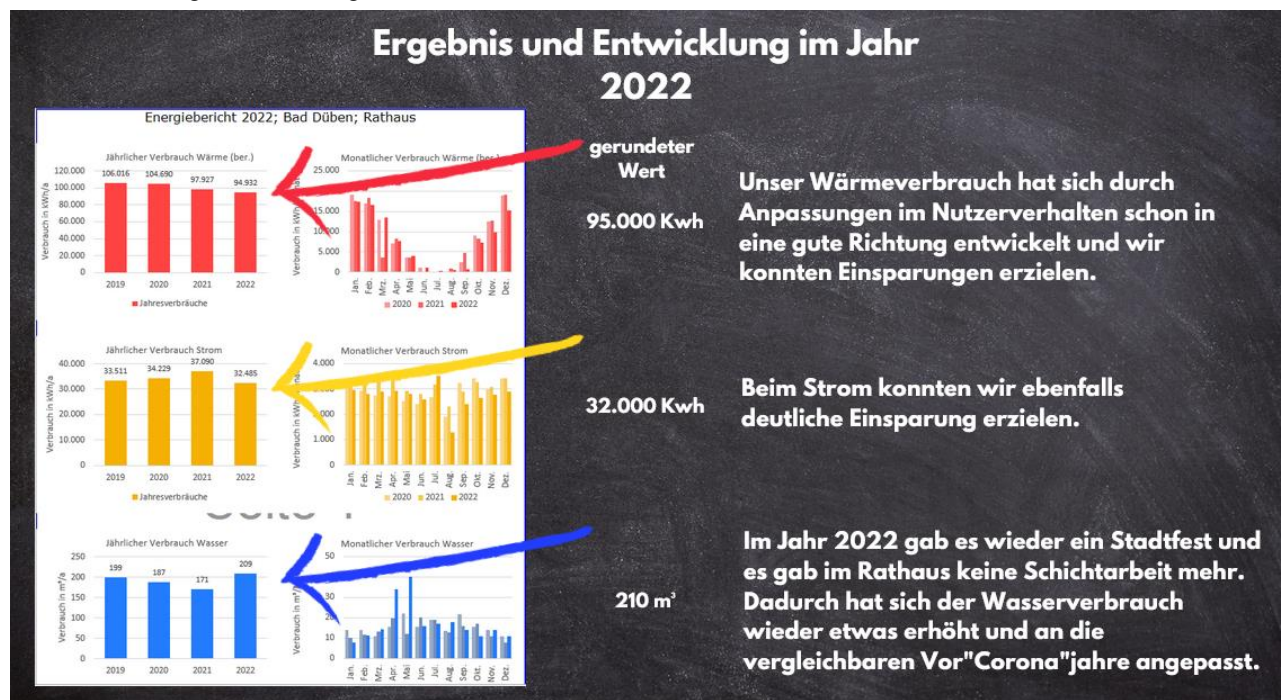 Ergebnis und Entwicklung im Jahr
2022
Energiebericht 2022; Bad Düben; Rathaus
Jährlicher Verbrauch Wärme (ber.)
Verbrauch in kWh/a
120.000
100.000
80.000
60.000
40.000
20.000
0
106.016 104.690 97.927 94.932
2019 2020 2021 2022
Jahresverbräuche
Monatlicher Verbrauch Wärme (ber.)
25.000
15.000
10.000
5.000
0
Jan. Feb. Mrz. Apr. Mai Jun. Jul. Aug. Sep. Okt. Nov. Dez.
2020 2021 2022
gerundeter
Wert
95.000 Kwh
Unser Wärmeverbrauch hat sich durch
Anpassungen im Nutzerverhalten schon in
eine gute Richtung entwickelt und wir
konnten Einsparungen erzielen.
Jährlicher Verbrauch Strom
Verbrauch in kWh/a
40.000
30.000
20.000
10.000
0
33.511 34.229 37.090 32.485
2019 2020 2021 2022
Jahresverbräuche
Monatlicher Verbrauch Strom
4.000
1.000
0
Jan. Feb. Mrz. Apr. Mai Jun. Jul. Aug. Sep. Okt. Nov. Dez.
2020 2021 2022
32.000 Kwh
Beim Strom konnten wir ebenfalls
deutliche Einsparung erzielen.
Jährlicher Verbrauch Wasser
Verbrauch in m³/a
250
200
150
100
50
0
199 187 171 209
2019 2020 2021 2022
Monatlicher Verbrauch Wasser
50
30
20
10
0
Jan. Feb. Mrz. Apr. Mai Jun. Jul. Aug. Sep. Okt. Nov. Dez.
210 m³
Im Jahr 2022 gab es wieder ein Stadtfest und
es gab im Rathaus keine Schichtarbeit mehr.
Dadurch hat sich der Wasserverbrauch
wieder etwas erhöht und an die
vergleichbaren Vor"Corona"jahre angepasst.